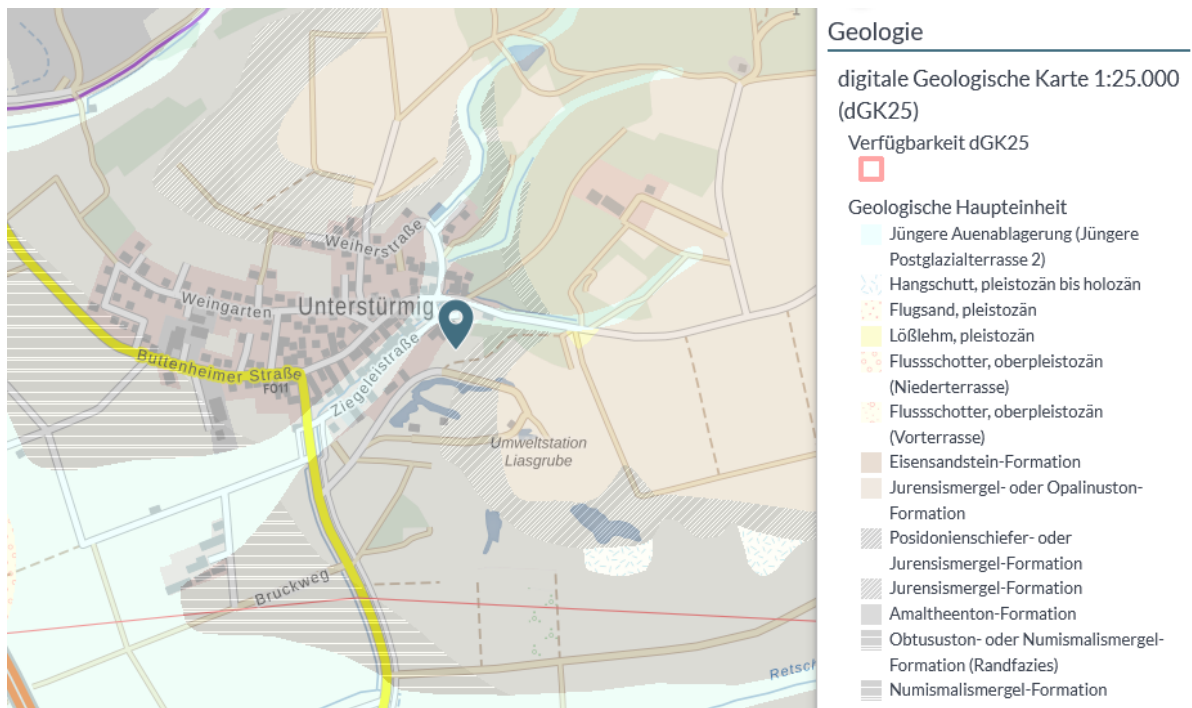 1
Weiherstraße
Weingarten
Unterstürmig
Buttenheimer Straße
FO11
Ziegeleistraße
Umweltstation
Liasgrube
Bruckweg
Retsch
Geologie
digitale Geologische Karte 1:25.000
(dGK25)
Verfügbarkeit dGK25
Geologische Haupteinheit
Jüngere Auenablagerung (Jüngere
Postglazialterrasse 2)
Hangschutt, pleistozän bis holozän
Flugsand, pleistozän
Lößlehm, pleistozän
Flussschotter, oberpleistozän
(Niederterrasse)
Flussschotter, oberpleistozän
(Vorterrasse)
Eisensandstein-Formation
Jurensismergel- oder Opalinuston-
Formation
Posidonienschiefer- oder
Jurensismergel-Formation
Jurensismergel-Formation
Amaltheenton-Formation
Obtususton- oder Numismalismergel-
Formation (Randfazies)
Numismalismergel-Formation